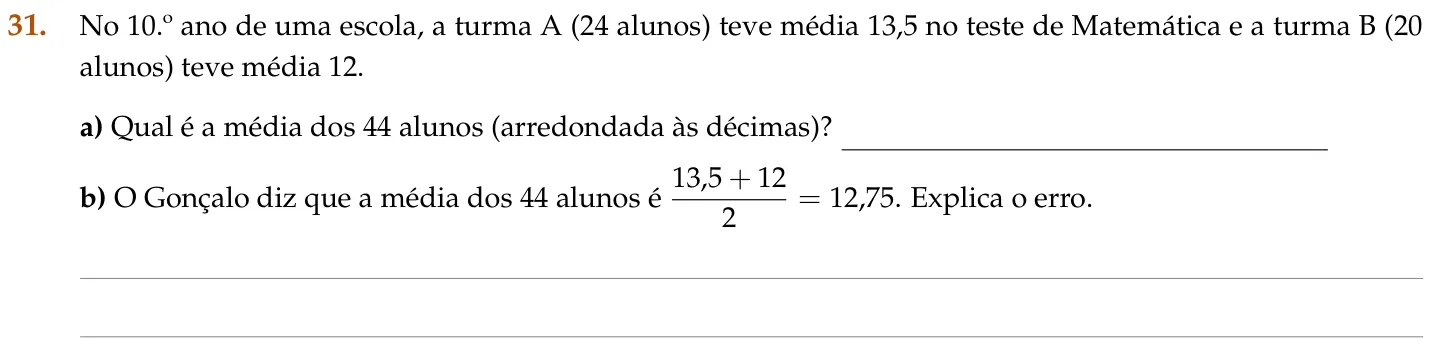 31. No 10.º ano de uma escola, a turma A (24 alunos) teve média 13,5 no teste de Matemática e a turma B (20
alunos) teve média 12.
a) Qual é a média dos 44 alunos (arredondada às décimas)?
b) O Gonçalo diz que a média dos 44 alunos é \frac{13,5 + 12}{2} = 12,75. Explica o erro.